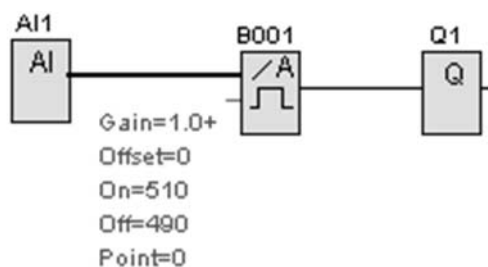 AI1
AI
B001
/A
Q1
Q
Gain=1.0+
Offset=0
On=510
Off=490
Point=0